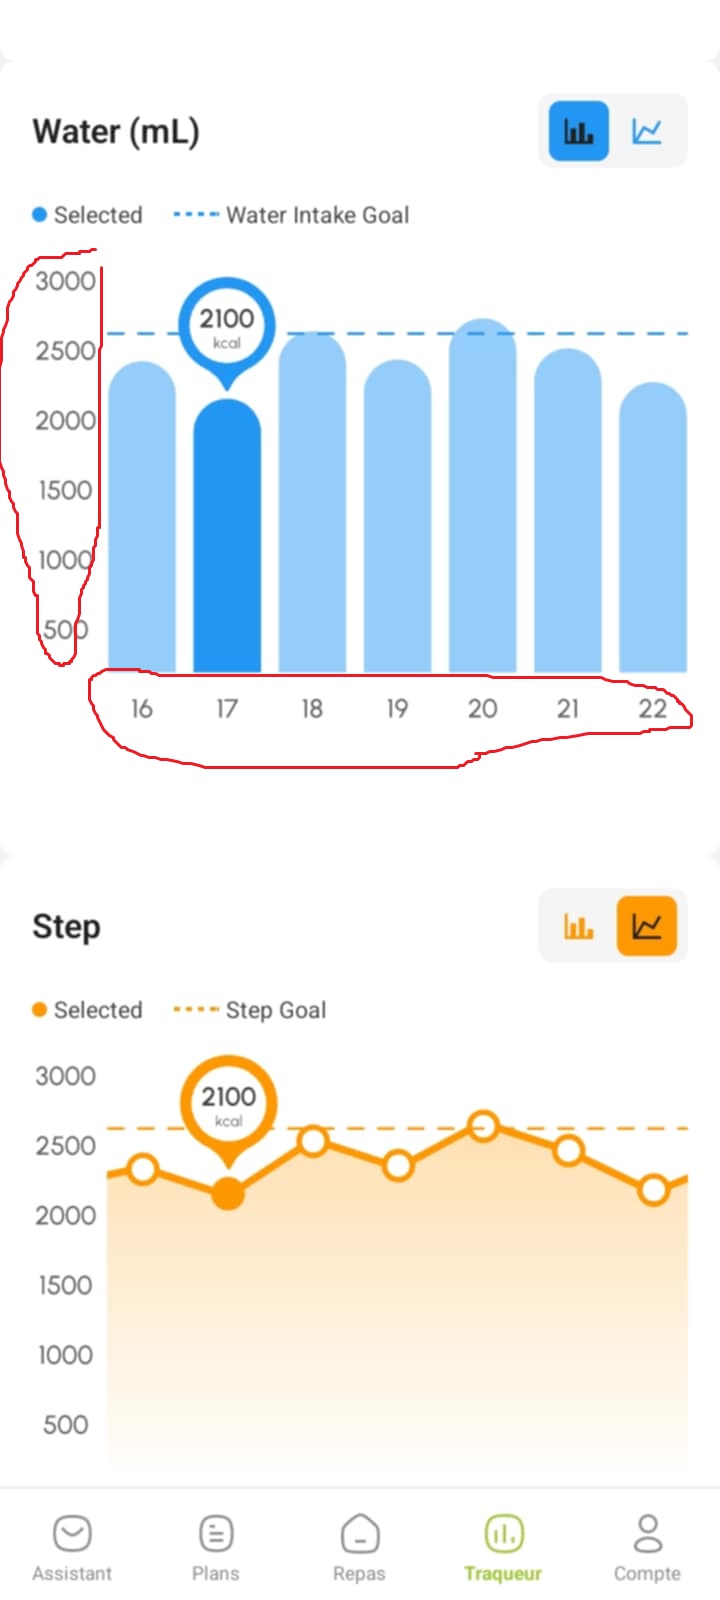 Water (mL)
Selected Water Intake Goal
3000
2100
kcal
2500
2000
1500
1000
500
16 17 18 19 20 21 22
Step
Selected Step Goal
3000
2100
kcal
2500
2000
1500
1000
500
Assistant Plans Repas Traqueur Compte